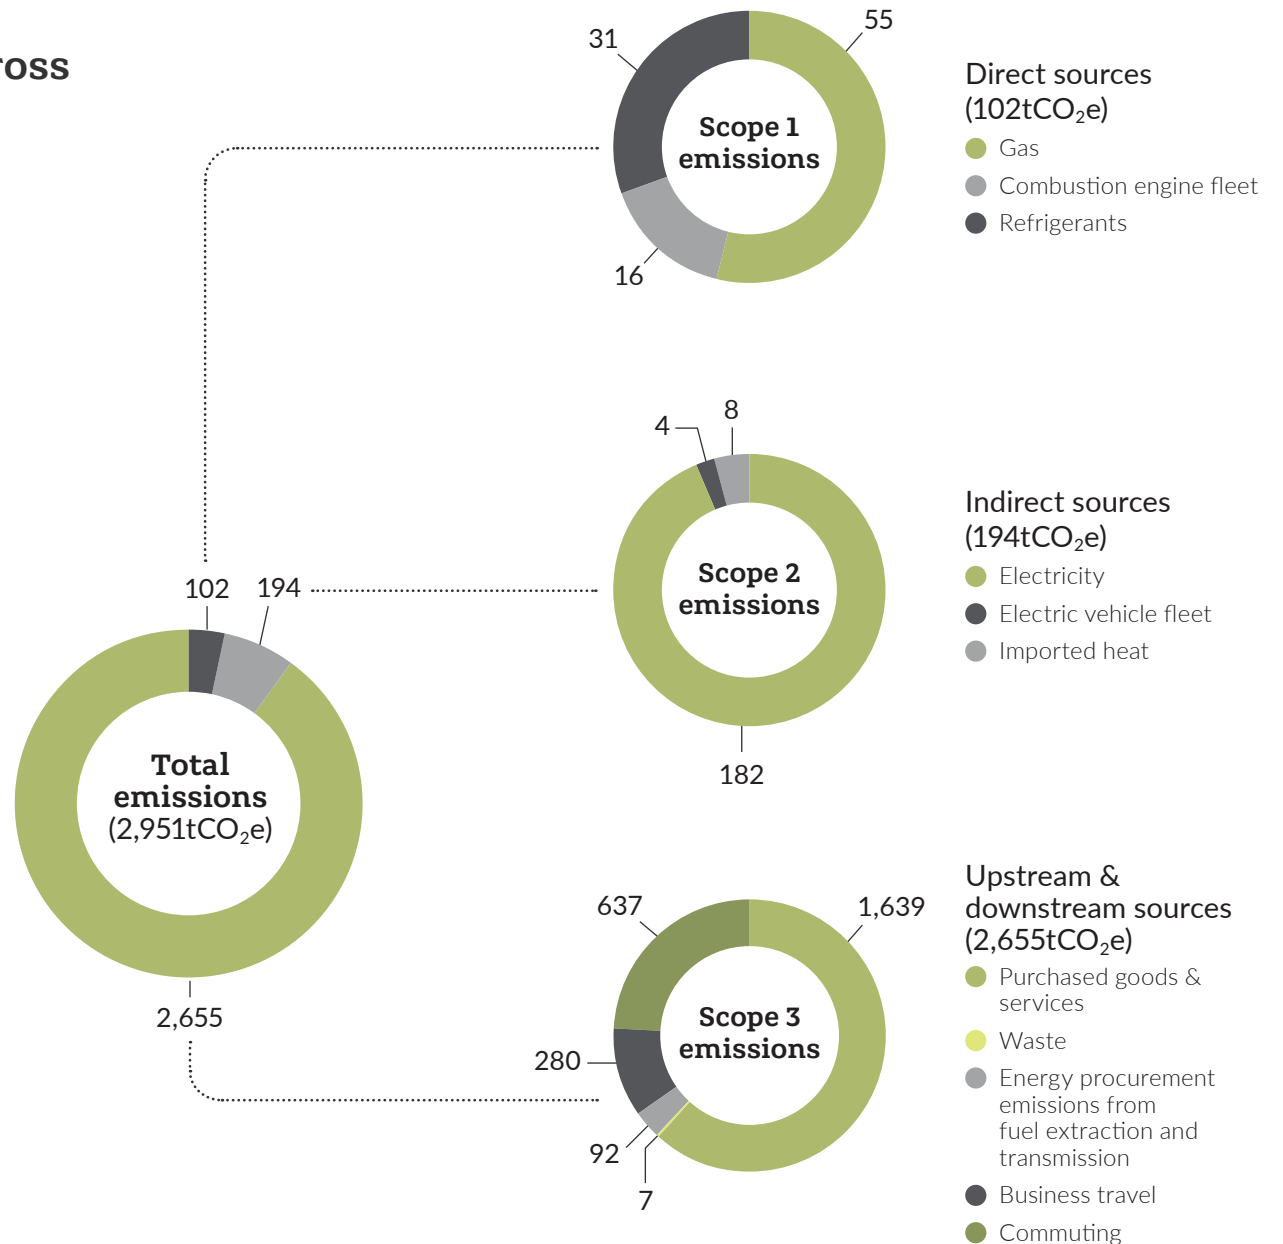 55
31
Scope 1
emissions
16
Direct sources
(102tCO₂e)
Gas
Combustion engine fleet
Refrigerants
4
8
Scope 2
emissions
182
Indirect sources
(194tCO₂e)
Electricity
Electric vehicle fleet
Imported heat
102
194
Total
emissions
(2,951tCO₂e)
2,655
637
1,639
Scope 3
emissions
280
92
7
Upstream &
downstream sources
(2,655tCO₂e)
Purchased goods &
services
Waste
Energy procurement
emissions from
fuel extraction and
transmission
Business travel
Commuting